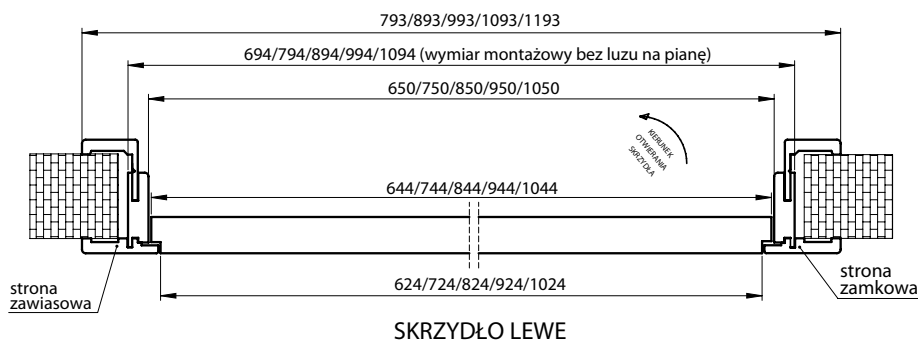 793/893/993/1093/1193
694/794/894/994/1094 (wymiar montażowy bez luzu na pianę)
650/750/850/950/1050
KIERUNEK
OTWIERANIA
SKRZYDŁA
644/744/844/944/1044
strona
zawiasowa
624/724/824/924/1024
strona
zamkowa
SKRZYDŁO LEWE